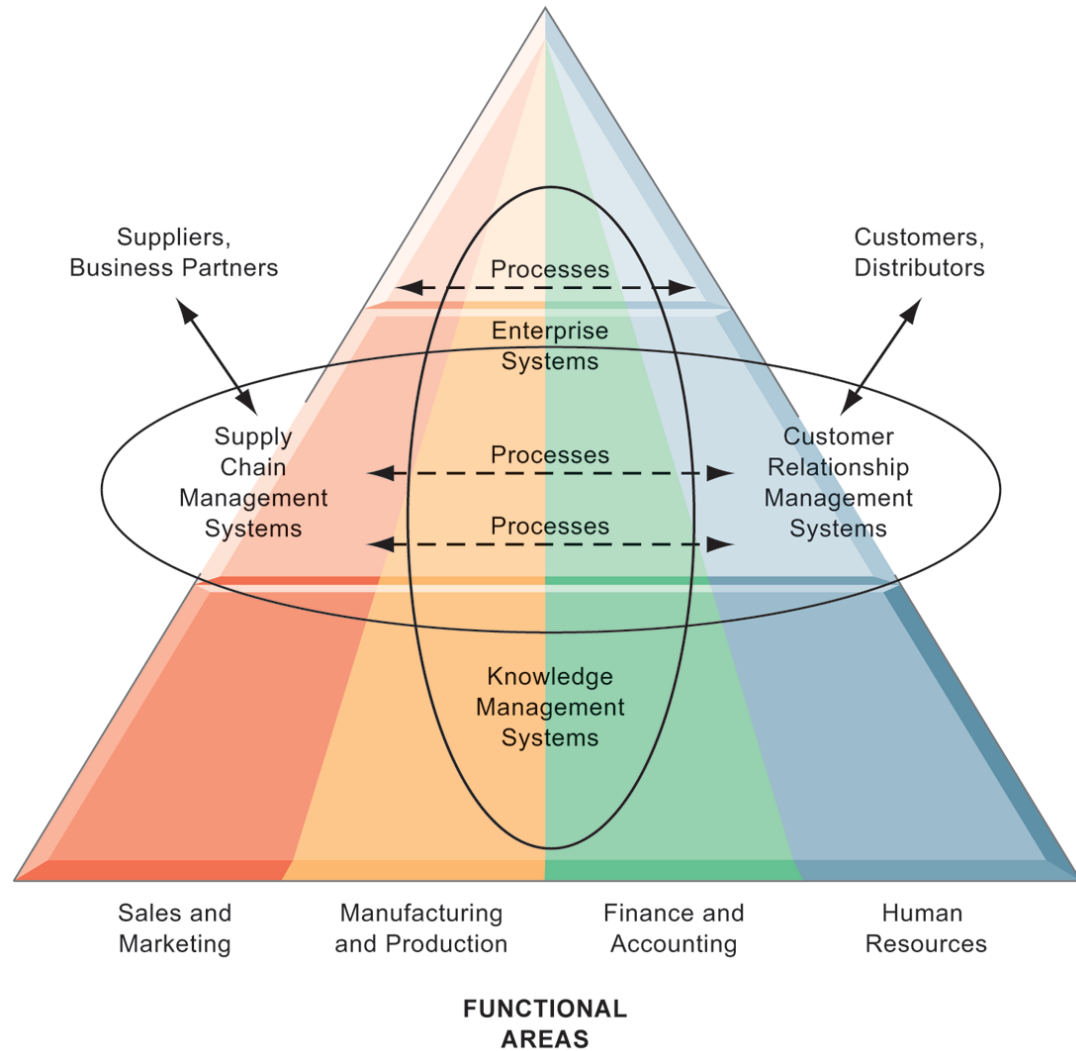 Suppliers,
Business Partners
Customers,
Distributors
Processes
Enterprise
Systems
Supply
Chain
Management
Systems
Processes
Processes
Customer
Relationship
Management
Systems
Knowledge
Management
Systems
Sales and
Marketing
Manufacturing
and Production
Finance and
Accounting
Human
Resources
FUNCTIONAL
AREAS